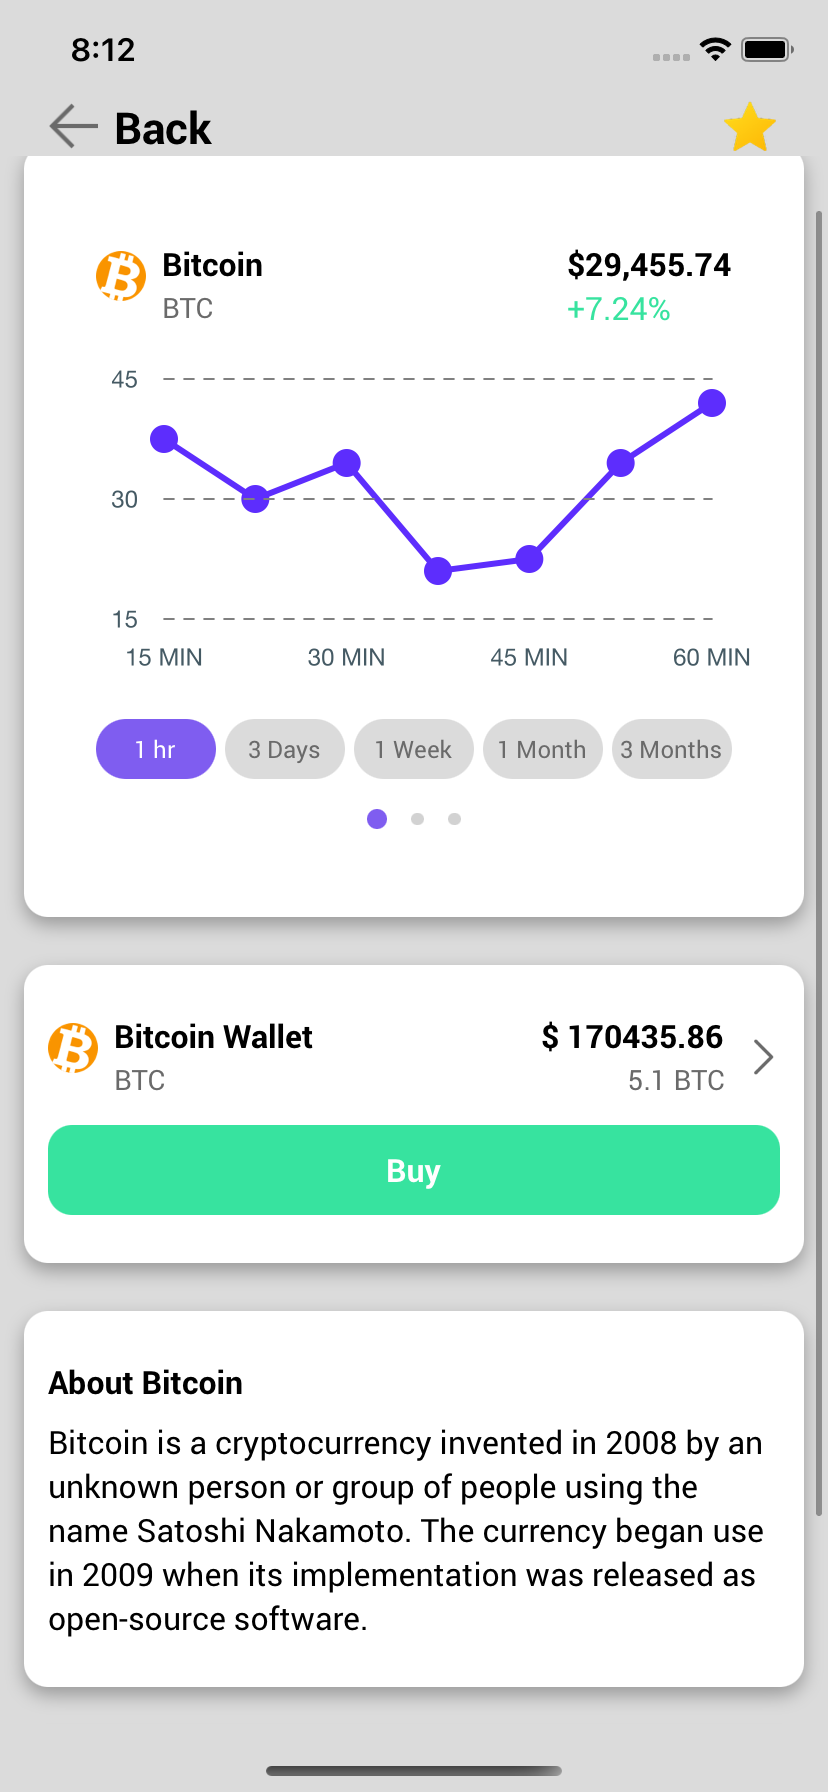 8:12
Back
Bitcoin $29,455.74
BTC +7.24%
45
30
15
15 MIN 30 MIN 45 MIN 60 MIN
1 hr 3 Days 1 Week 1 Month 3 Months
Bitcoin Wallet $ 170435.86
BTC 5.1 BTC
Buy
About Bitcoin
Bitcoin is a cryptocurrency invented in 2008 by an
unknown person or group of people using the
name Satoshi Nakamoto. The currency began use
in 2009 when its implementation was released as
open-source software.